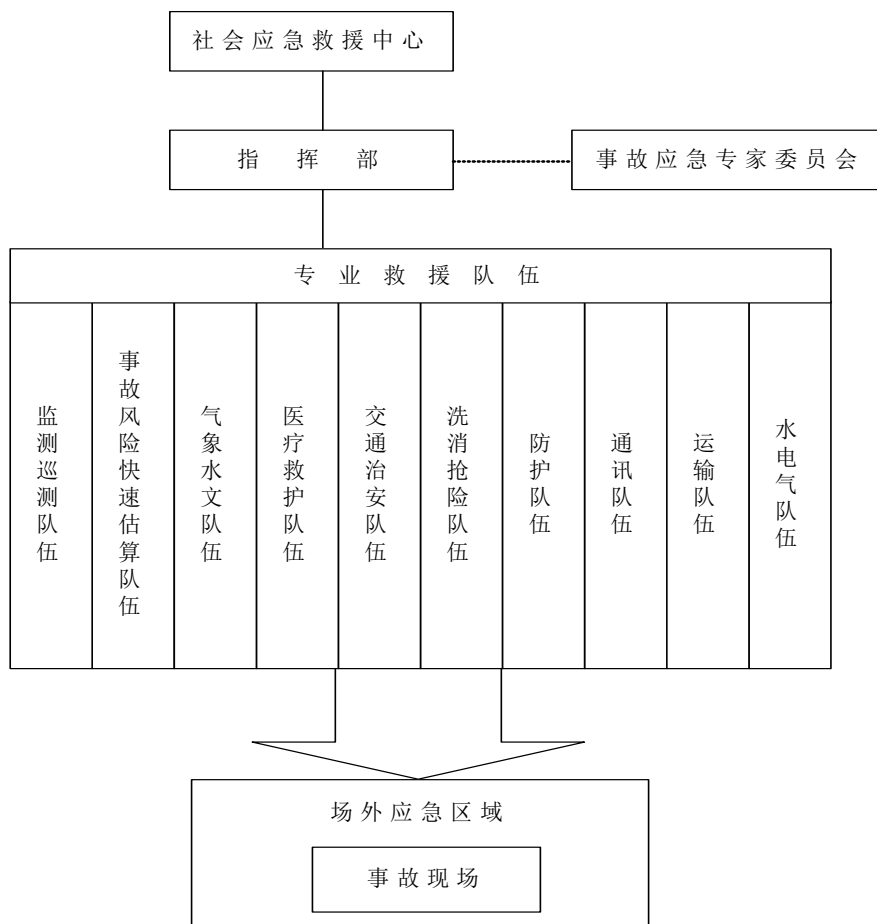 社会应急救援中心
指挥部
事故应急专家委员会
专业救援队伍
监测巡测队伍
事故风险快速估算队伍
气象水文队伍
医疗救护队伍
交通治安队伍
洗消抢险队伍
防护队伍
通讯队伍
运输队伍
水电气队伍
场外应急区域
事故现场